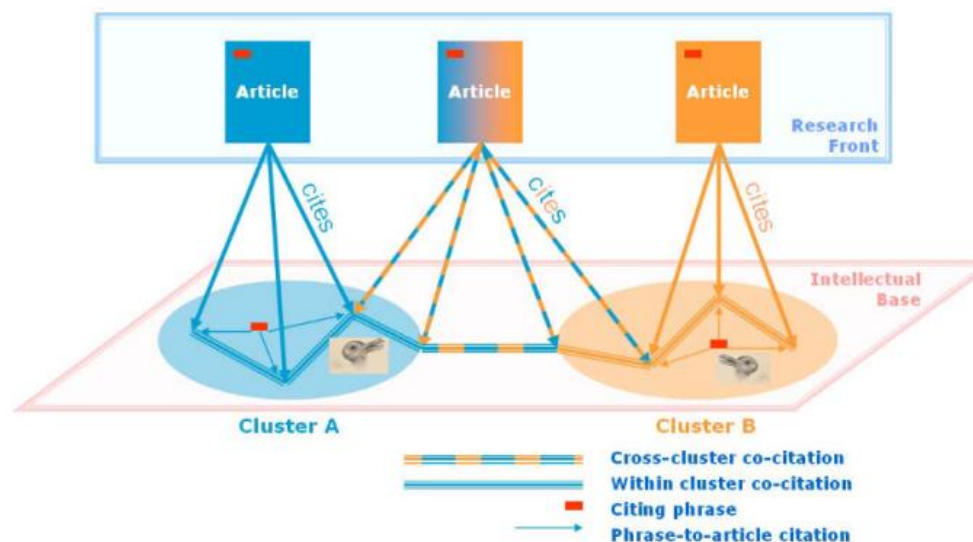 Article
Article
Article
Research
Front
cites
cites
cites
Intellectual
Base
Cluster A
Cluster B
Cross-cluster co-citation
Within cluster co-citation
Citing phrase
Phrase-to-article citation